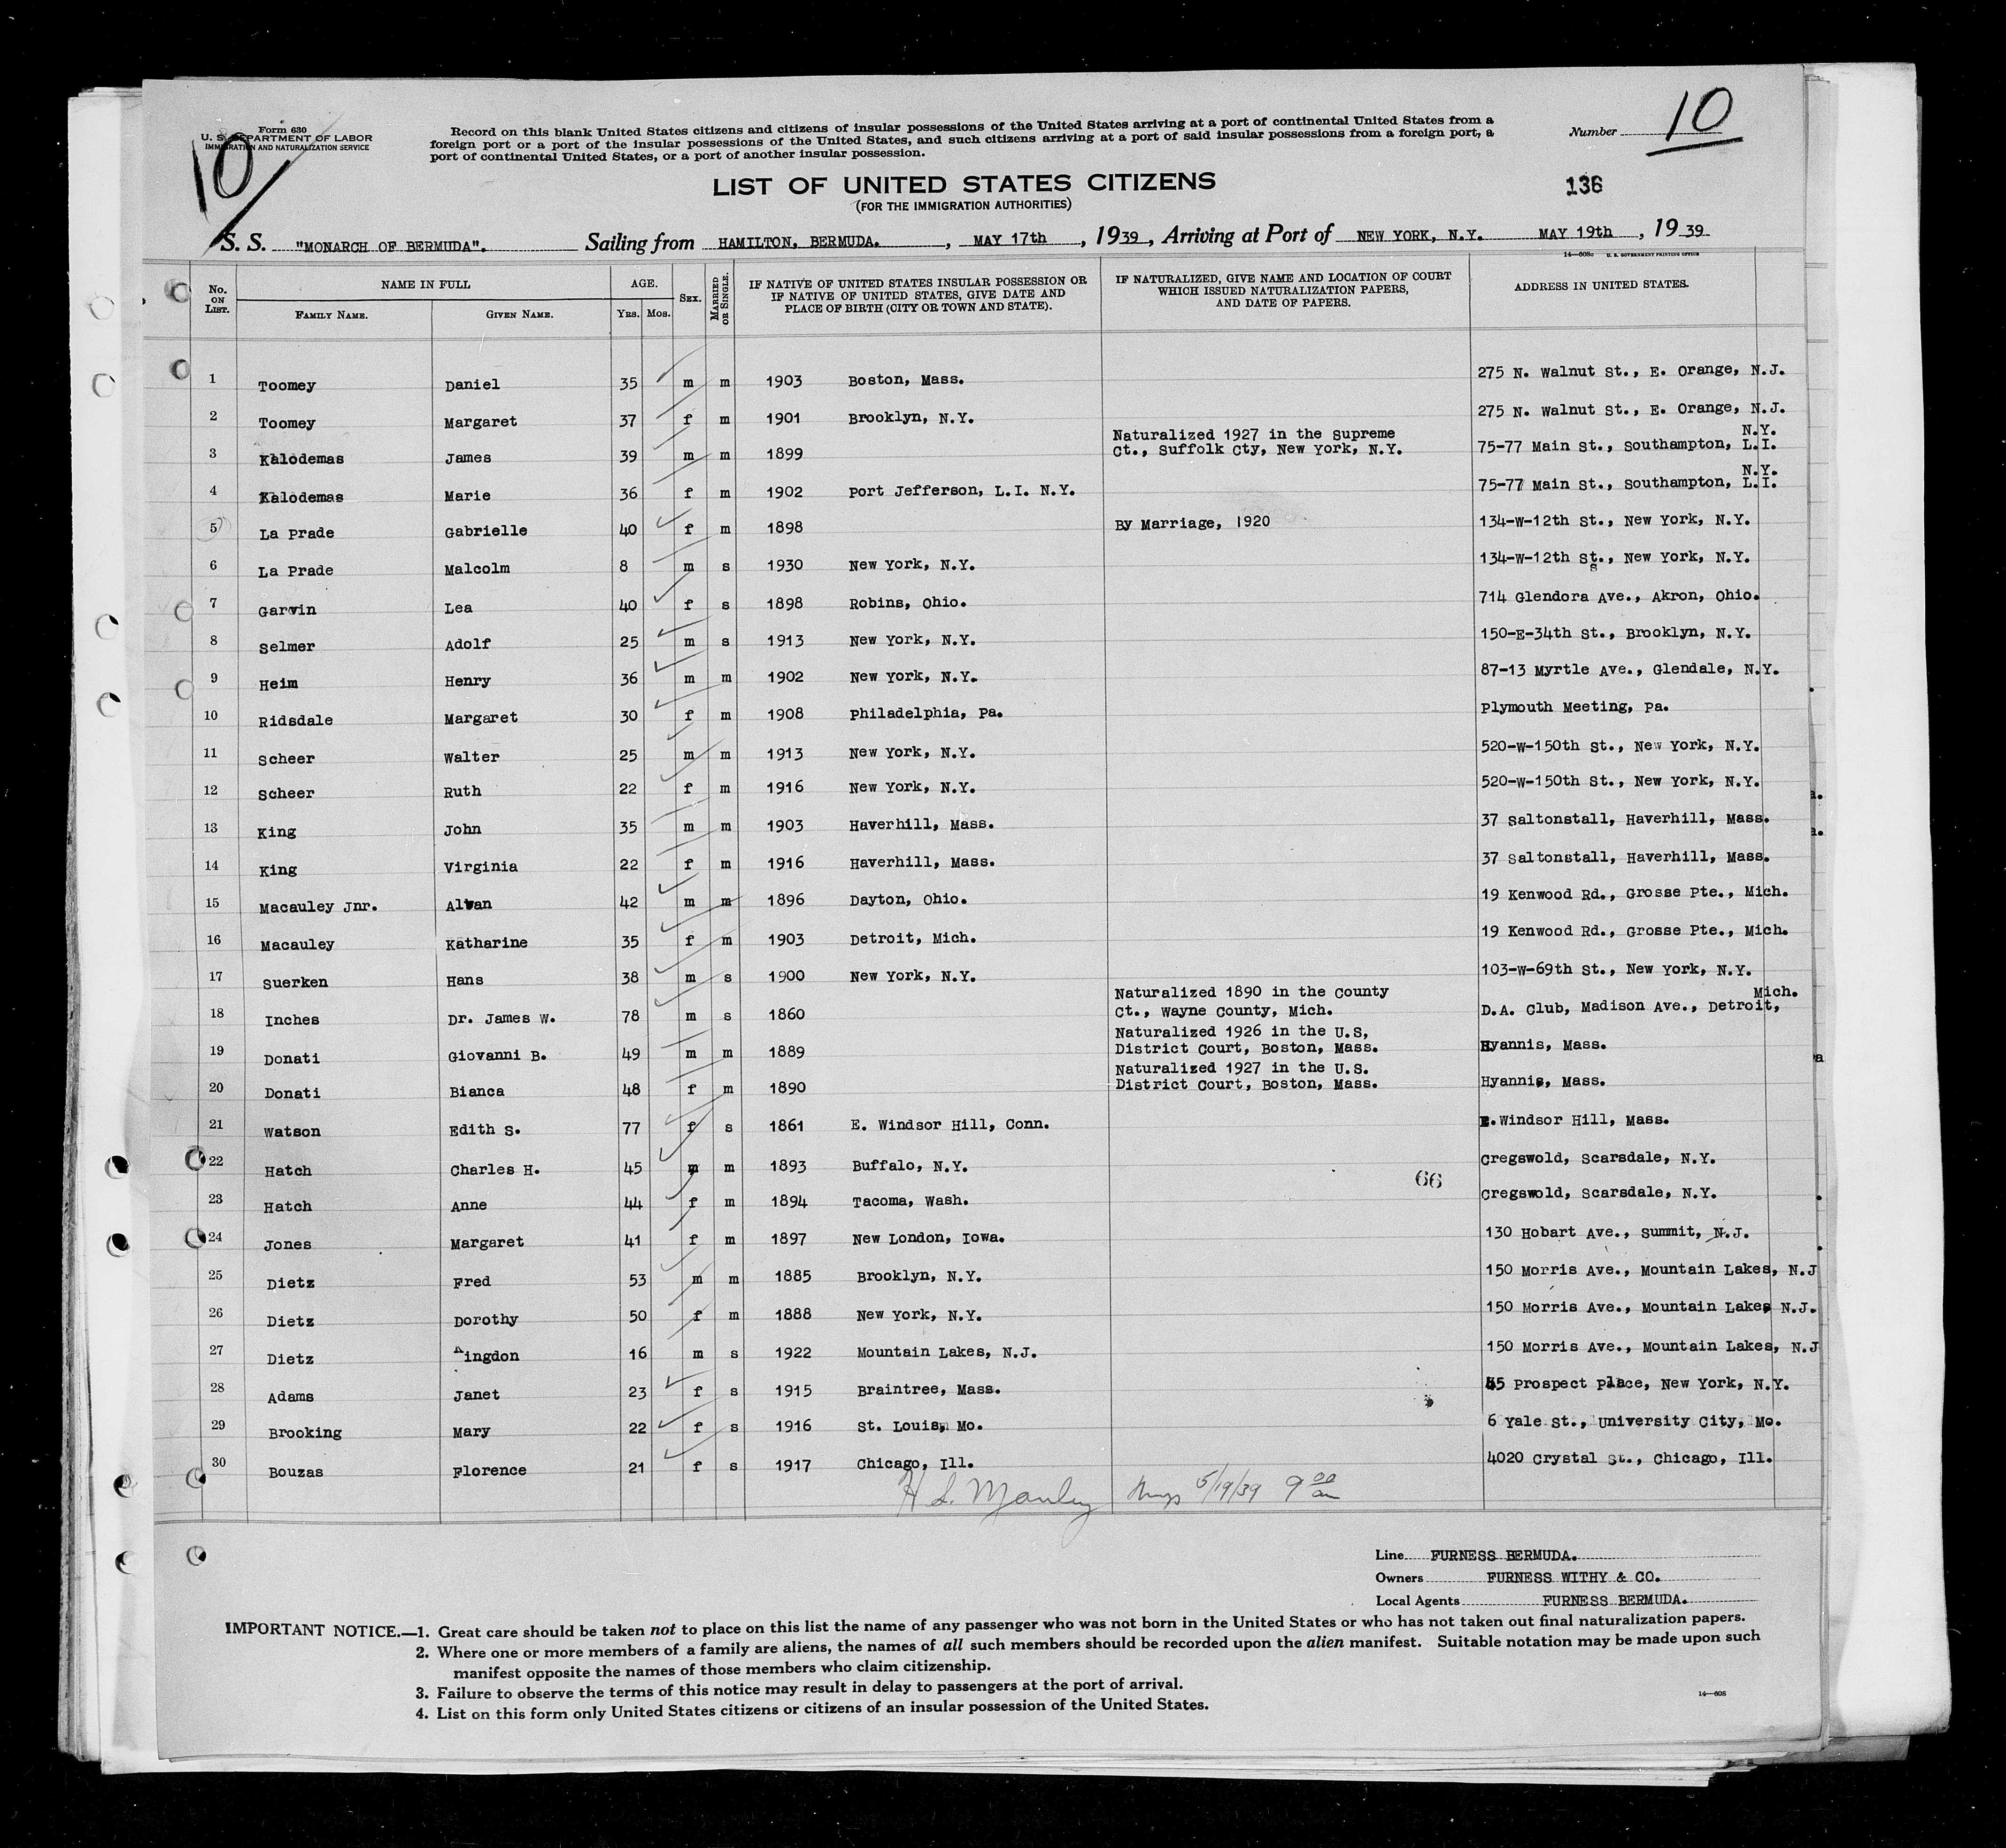 Form 630
U. S. DEPARTMENT OF LABOR
IMMIGRATION AND NATURALIZATION SERVICE
10
Record on this blank United States citizens and citizens of insular possessions of the United States arriving at a port of continental United States from a
foreign port or a port of the insular possessions of the United States, and such citizens arriving at a port of said insular possessions from a foreign port, a
port of continental United States, or a port of another insular possession.
Number 10
LIST OF UNITED STATES CITIZENS
(FOR THE IMMIGRATION AUTHORITIES)
136
S. S. "MONARCH OF BERMUDA". Sailing from HAMILTON, BERMUDA. , MAY 17th , 1939, Arriving at Port of NEW YORK, N.Y. MAY 19th , 1939
14—608c U. S. GOVERNMENT PRINTING OFFICE
No. ON LIST. NAME IN FULL FAMILY NAME. GIVEN NAME. AGE. YRS. MOS. SEX. MARRIED OR SINGLE. IF NATIVE OF UNITED STATES INSULAR POSSESSION OR IF NATIVE OF UNITED STATES, GIVE DATE AND PLACE OF BIRTH (CITY OR TOWN AND STATE). IF NATURALIZED, GIVE NAME AND LOCATION OF COURT WHICH ISSUED NATURALIZATION PAPERS, AND DATE OF PAPERS. ADDRESS IN UNITED STATES.
1 Toomey Daniel 35 m m 1903 Boston, Mass. 275 N. Walnut St., E. Orange, N.J.
2 Toomey Margaret 37 f m 1901 Brooklyn, N.Y. 275 N. Walnut St., E. Orange, N.J.
3 Kalodemas James 39 m m 1899 Naturalized 1927 in the Supreme Ct., Suffolk Cty, New York, N.Y. 75-77 Main St., Southampton, L.I. N.Y.
4 Kalodemas Marie 36 f m 1902 Port Jefferson, L.I. N.Y. 75-77 Main St., Southampton, L.I. N.Y.
5 La Prade Gabrielle 40 f m 1898 By Marriage, 1920 134-W-12th St., New York, N.Y.
6 La Prade Malcolm 8 m s 1930 New York, N.Y. 134-W-12th St., New York, N.Y.
7 Garvin Lea 40 f s 1898 Robins, Ohio. 714 Glendora Ave., Akron, Ohio.
8 Selmer Adolf 25 m s 1913 New York, N.Y. 150-E-34th St., Brooklyn, N.Y.
9 Heim Henry 36 m m 1902 New York, N.Y. 87-13 Myrtle Ave., Glendale, N.Y.
10 Ridsdale Margaret 30 f m 1908 Philadelphia, Pa. Plymouth Meeting, Pa.
11 Scheer Walter 25 m m 1913 New York, N.Y. 520-W-150th St., New York, N.Y.
12 Scheer Ruth 22 f m 1916 New York, N.Y. 520-W-150th St., New York, N.Y.
13 King John 35 m m 1903 Haverhill, Mass. 37 Saltonstall, Haverhill, Mass.
14 King Virginia 22 f m 1916 Haverhill, Mass. 37 Saltonstall, Haverhill, Mass.
15 Macauley Jnr. Alvan 42 m m 1896 Dayton, Ohio. 19 Kenwood Rd., Grosse Pte., Mich.
16 Macauley Katharine 35 f m 1903 Detroit, Mich. 19 Kenwood Rd., Grosse Pte., Mich.
17 Suerken Hans 38 m s 1900 New York, N.Y. 103-W-69th St., New York, N.Y.
18 Inches Dr. James W. 78 m s 1860 Naturalized 1890 in the County Ct., Wayne County, Mich. D.A. Club, Madison Ave., Detroit, Mich.
19 Donati Giovanni B. 49 m m 1889 Naturalized 1926 in the U.S, District Court, Boston, Mass. Hyannis, Mass.
20 Donati Bianca 48 f m 1890 Naturalized 1927 in the U.S. District Court, Boston, Mass. Hyannis, Mass.
21 Watson Edith S. 77 f s 1861 E. Windsor Hill, Conn. E. Windsor Hill, Mass.
22 Hatch Charles H. 45 m m 1893 Buffalo, N.Y. Cregswold, Scarsdale, N.Y.
66
23 Hatch Anne 44 f m 1894 Tacoma, Wash. Cregswold, Scarsdale, N.Y.
24 Jones Margaret 41 f m 1897 New London, Iowa. 130 Hobart Ave., Summit, N.J.
25 Dietz Fred 53 m m 1885 Brooklyn, N.Y. 150 Morris Ave., Mountain Lakes, N.J
26 Dietz Dorothy 50 f m 1888 New York, N.Y. 150 Morris Ave., Mountain Lakes N.J.
27 Dietz Kingdon 16 m s 1922 Mountain Lakes, N.J. 150 Morris Ave., Mountain Lakes, N.J
28 Adams Janet 23 f s 1915 Braintree, Mass. Prospect Place, New York, N.Y.
29 Brooking Mary 22 f s 1916 St. Louis, Mo. 6 Yale St., University City, Mo.
30 Bouzas Florence 21 f s 1917 Chicago, Ill. 4020 Crystal St., Chicago, Ill.
H. L. Manley 5/19/39 9 00 am
Line FURNESS BERMUDA.
Owners FURNESS WITHY & CO.
Local Agents FURNESS BERMUDA.
IMPORTANT NOTICE.—1. Great care should be taken not to place on this list the name of any passenger who was not born in the United States or who has not taken out final naturalization papers.
2. Where one or more members of a family are aliens, the names of all such members should be recorded upon the alien manifest. Suitable notation may be made upon such
manifest opposite the names of those members who claim citizenship.
3. Failure to observe the terms of this notice may result in delay to passengers at the port of arrival.
4. List on this form only United States citizens or citizens of an insular possession of the United States.
14—608